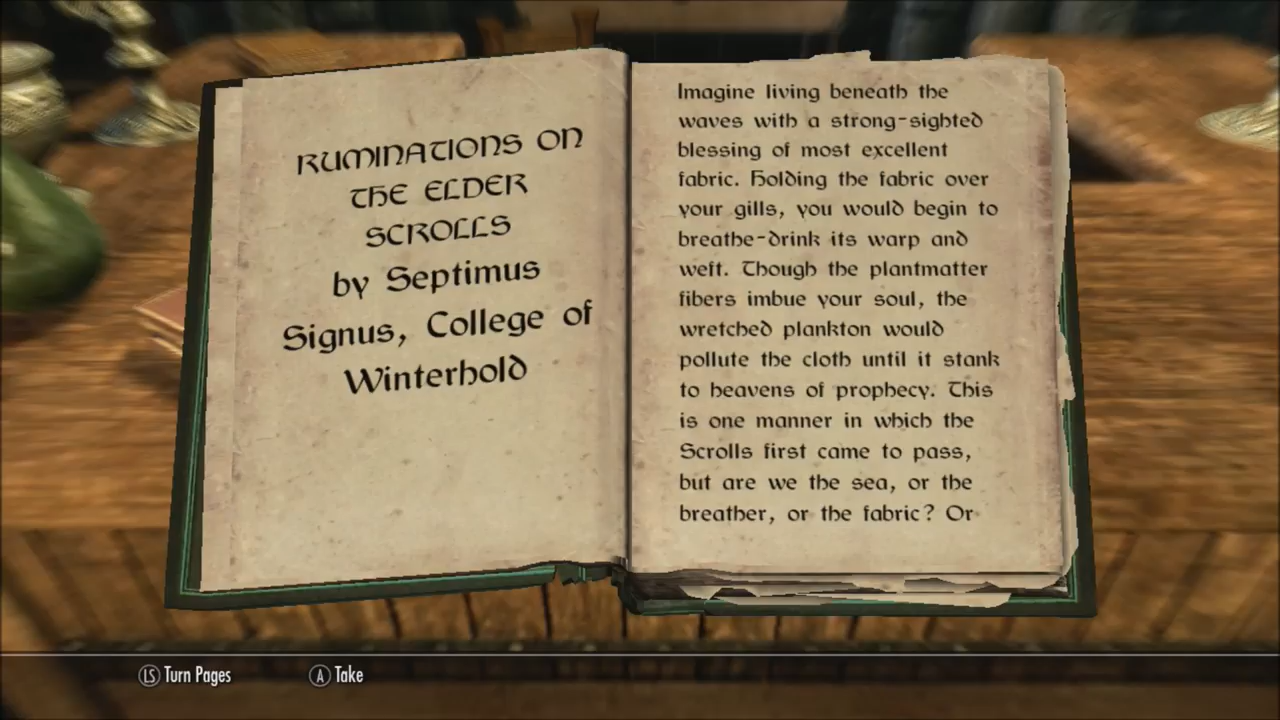 RUMINATIONS ON
THE ELDER
SCROLLS
by Septimus
Signus, College of
Winterhold
Imagine living beneath the
waves with a strong-sighted
blessing of most excellent
fabric. Holding the fabric over
your gills, you would begin to
breathe-drink its warp and
weft. Though the plantmatter
fibers imbue your soul, the
wretched plankton would
pollute the cloth until it stank
to heavens of prophecy. This
is one manner in which the
Scrolls first came to pass,
but are we the sea, or the
breather, or the fabric? Or
LS Turn Pages
A Take